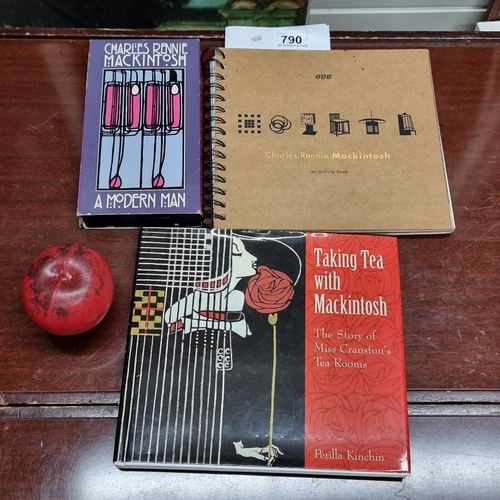 CHARLES RENNIE
MACKINTOSH
A MODERN MAN
790
Charles Rennie Mackintosh
an activity book
Taking Tea
with
Mackintosh
The Story of
Miss Cranston's
Tea Rooms
Perilla Kinchin